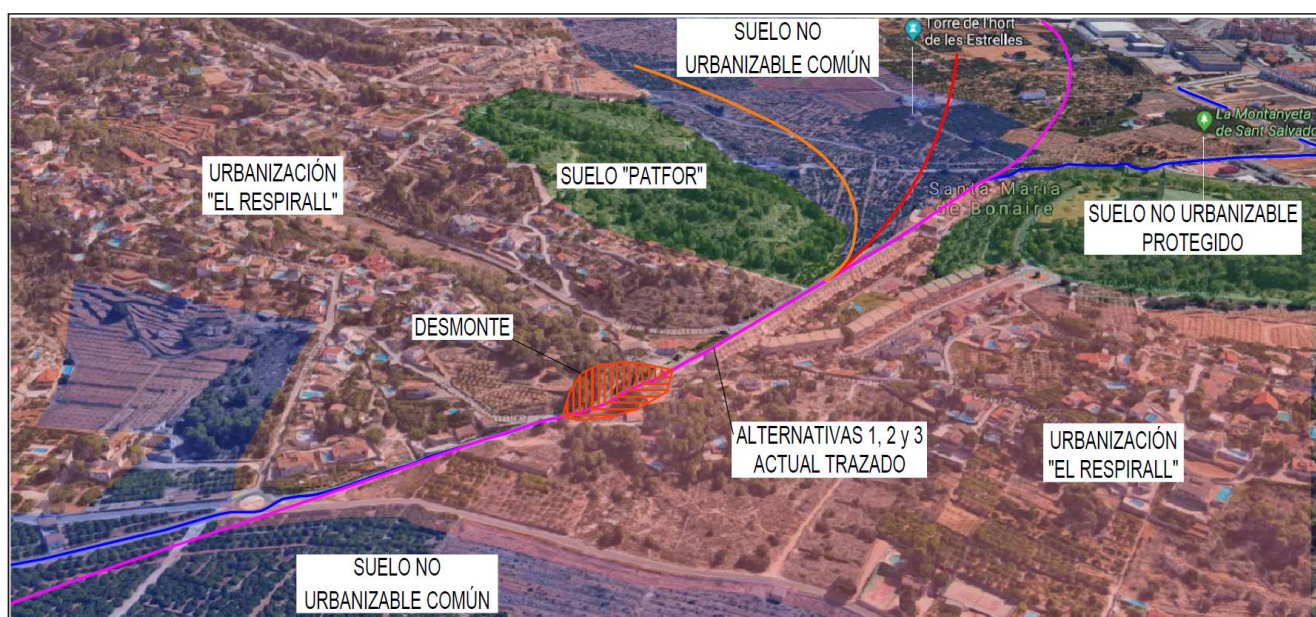 SUELO NO
URBANIZABLE COMÚN
Torre de l'hort
de les Estrelles
La Montanyeta
de Sant Salvado
URBANIZACIÓN
"EL RESPIRALL"
SUELO "PATFOR"
Santa Maria
de Bonaire
SUELO NO URBANIZABLE
PROTEGIDO
DESMONTE
naire
ALTERNATIVAS 1, 2 y 3
ACTUAL TRAZADO
URBANIZACIÓN
"EL RESPIRALL"
SUELO NO
URBANIZABLE COMÚN